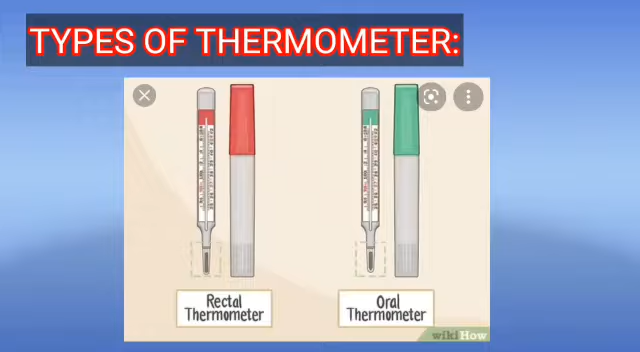 TYPES OF THERMOMETER:
Rectal
Thermometer
Oral
Thermometer
wikiHow